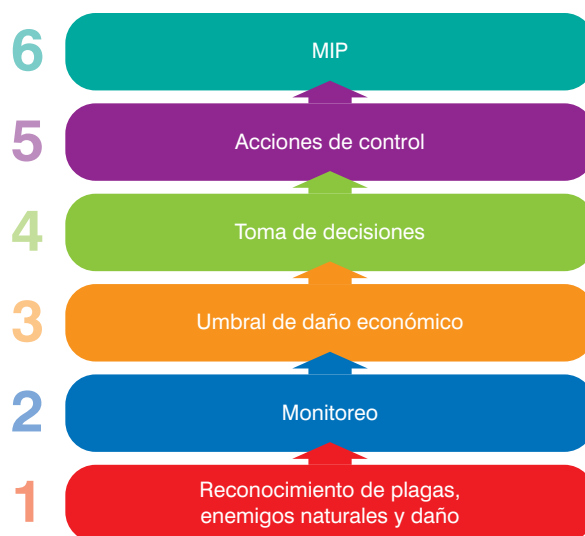 6
MIP
5
Acciones de control
4
Toma de decisiones
3
Umbral de daño económico
2
Monitoreo
1
Reconocimiento de plagas,
enemigos naturales y daño